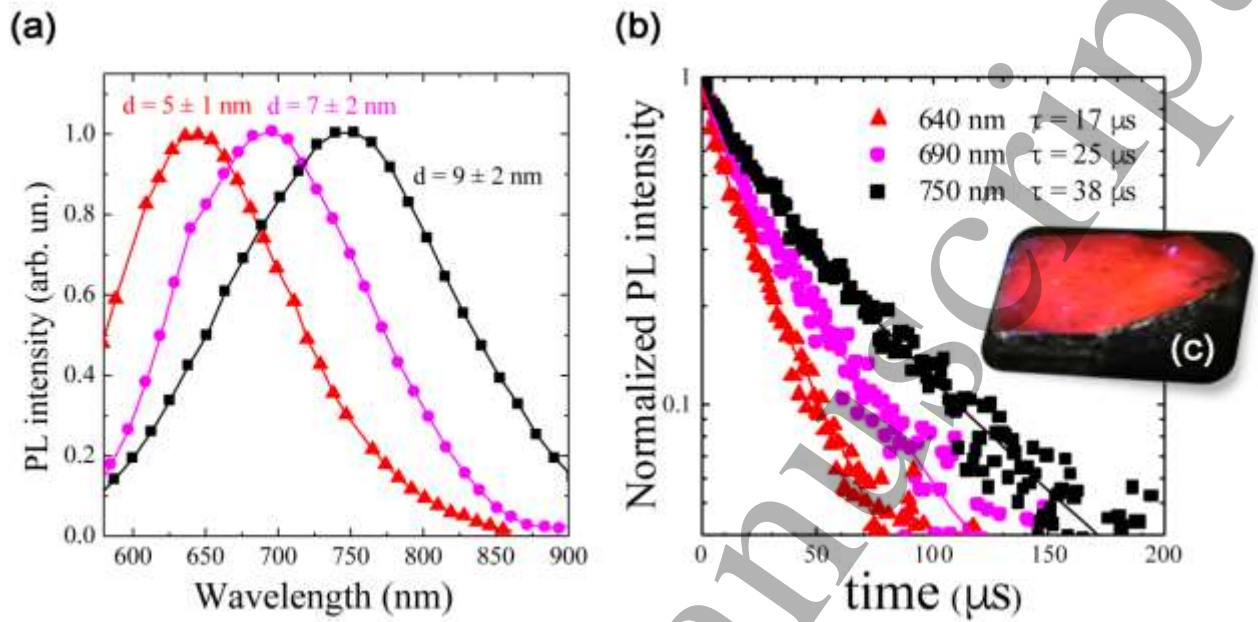 (a)
d = 5 ± 1 nm d = 7 ± 2 nm
d = 9 ± 2 nm
PL intensity (arb. un.)
1.0
0.8
0.6
0.4
0.2
0.0
600 650 700 750 800 850 900
Wavelength (nm)
(b)
640 nm τ = 17 μs
690 nm τ = 25 μs
750 nm τ = 38 μs
Normalized PL intensity
1
0.1
0 50 100 150 200
time (μs)
(c)